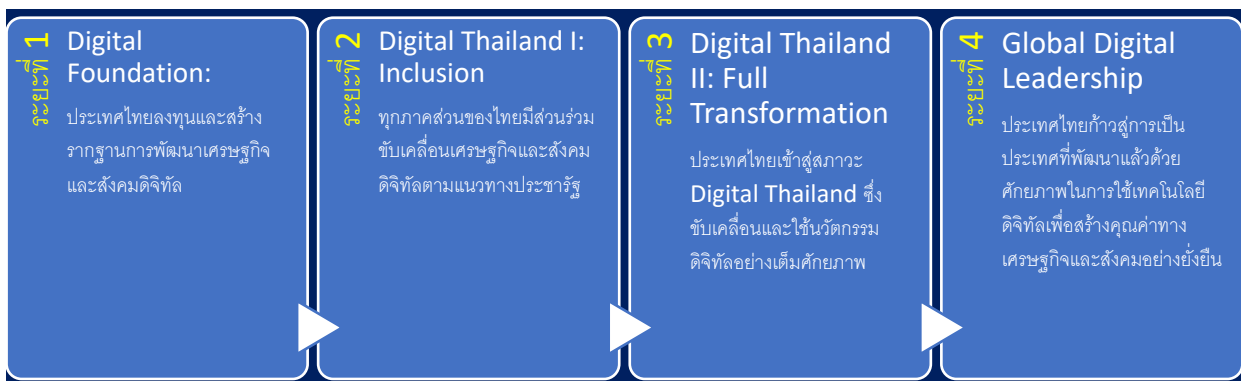 ระยะที่ 1
Digital
Foundation:
ประเทศไทยลงทุนและสร้าง
รากฐานการพัฒนาเศรษฐกิจ
และสังคมดิจิทัล
ระยะที่ 2
Digital Thailand I:
Inclusion
ทุกภาคส่วนของไทยมีส่วนร่วม
ขับเคลื่อนเศรษฐกิจและสังคม
ดิจิทัลตามแนวทางประชารัฐ
ระยะที่ 3
Digital Thailand
II: Full
Transformation
ประเทศไทยเข้าสู่สภาวะ
Digital Thailand ซึ่ง
ขับเคลื่อนและใช้นวัตกรรม
ดิจิทัลอย่างเต็มศักยภาพ
ระยะที่ 4
Global Digital
Leadership
ประเทศไทยก้าวสู่การเป็น
ประเทศที่พัฒนาแล้วด้วย
ศักยภาพในการใช้เทคโนโลยี
ดิจิทัลเพื่อสร้างคุณค่าทาง
เศรษฐกิจและสังคมอย่างยั่งยืน